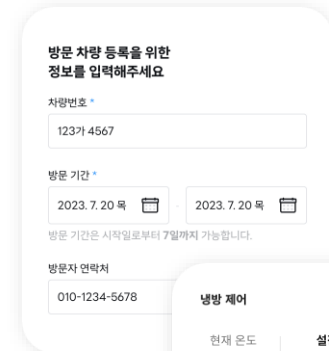 방문 차량 등록을 위한
정보를 입력해주세요
차량번호 *
123가 4567
방문 기간 *
2023. 7. 20 목 - 2023. 7. 20 목
방문 기간은 시작일로부터 7일까지 가능합니다.
방문자 연락처
010-1234-5678
냉방 제어
현재 온도